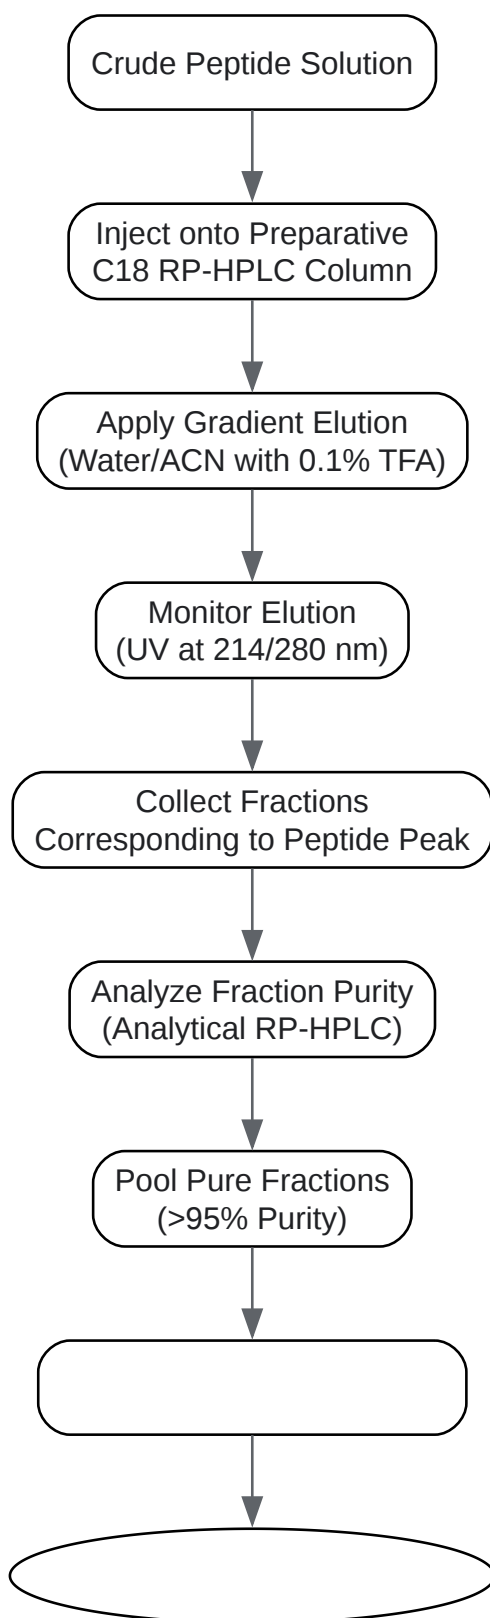 Crude Peptide Solution
Inject onto Preparative
C18 RP-HPLC Column
Apply Gradient Elution
(Water/ACN with 0.1% TFA)
Monitor Elution
(UV at 214/280 nm)
Collect Fractions
Corresponding to Peptide Peak
Analyze Fraction Purity
(Analytical RP-HPLC)
Pool Pure Fractions
(>95% Purity)